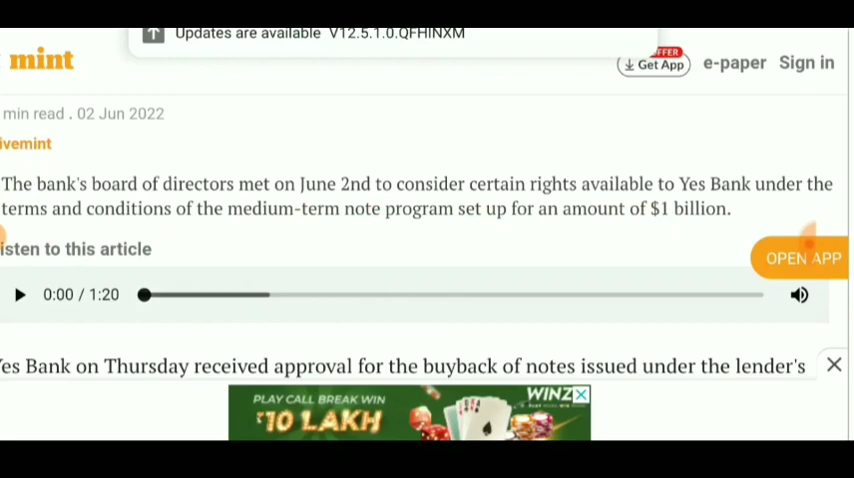 Updates are available V12.5.1.0.QFHINXM
mint
OFFER
Get App
e-paper
Sign in
min read . 02 Jun 2022
ivemint
The bank's board of directors met on June 2nd to consider certain rights available to Yes Bank under the
terms and conditions of the medium-term note program set up for an amount of $1 billion.
isten to this article
OPEN APP
0:00 / 1:20
es Bank on Thursday received approval for the buyback of notes issued under the lender's
PLAY CALL BREAK WIN
₹10 LAKH
WINZ